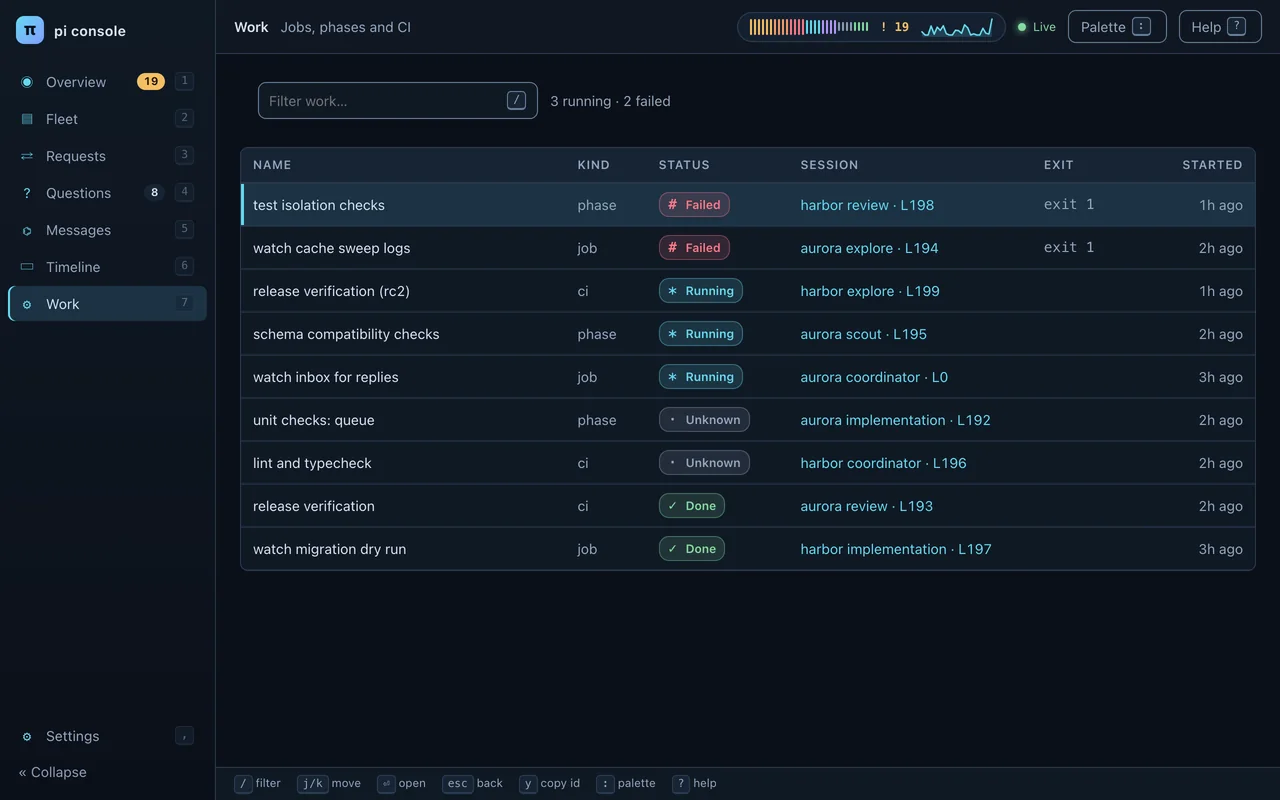 π pi console
Work Jobs, phases and CI
! 19
Live
Palette :
Help ?
Overview 19 1
Fleet 2
Requests 3
? Questions 8 4
Messages 5
Timeline 6
Work 7
Settings ,
« Collapse
Filter work... /
3 running · 2 failed
NAME KIND STATUS SESSION EXIT STARTED
test isolation checks phase # Failed harbor review · L198 exit 1 1h ago
watch cache sweep logs job # Failed aurora explore · L194 exit 1 2h ago
release verification (rc2) ci * Running harbor explore · L199 1h ago
schema compatibility checks phase * Running aurora scout · L195 2h ago
watch inbox for replies job * Running aurora coordinator · L0 3h ago
unit checks: queue phase · Unknown aurora implementation · L192 2h ago
lint and typecheck ci · Unknown harbor coordinator · L196 2h ago
release verification ci ✓ Done aurora review · L193 2h ago
watch migration dry run job ✓ Done harbor implementation · L197 3h ago
/ filter j/k move ⏎ open esc back y copy id : palette ? help